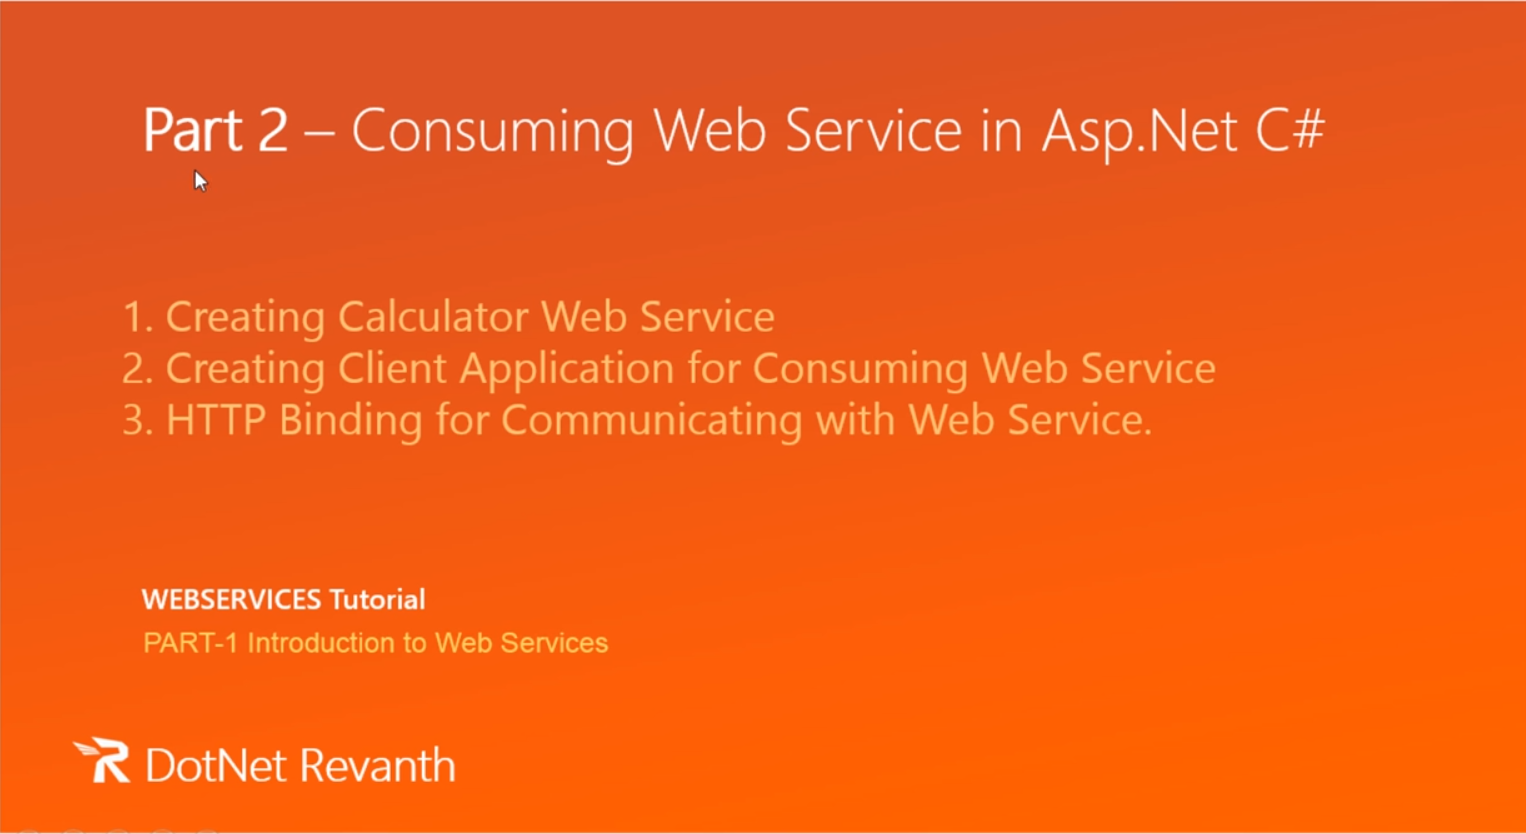 Part 2 – Consuming Web Service in Asp.Net C#
1. Creating Calculator Web Service
2. Creating Client Application for Consuming Web Service
3. HTTP Binding for Communicating with Web Service.
WEBSERVICES Tutorial
PART-1 Introduction to Web Services
DotNet Revanth